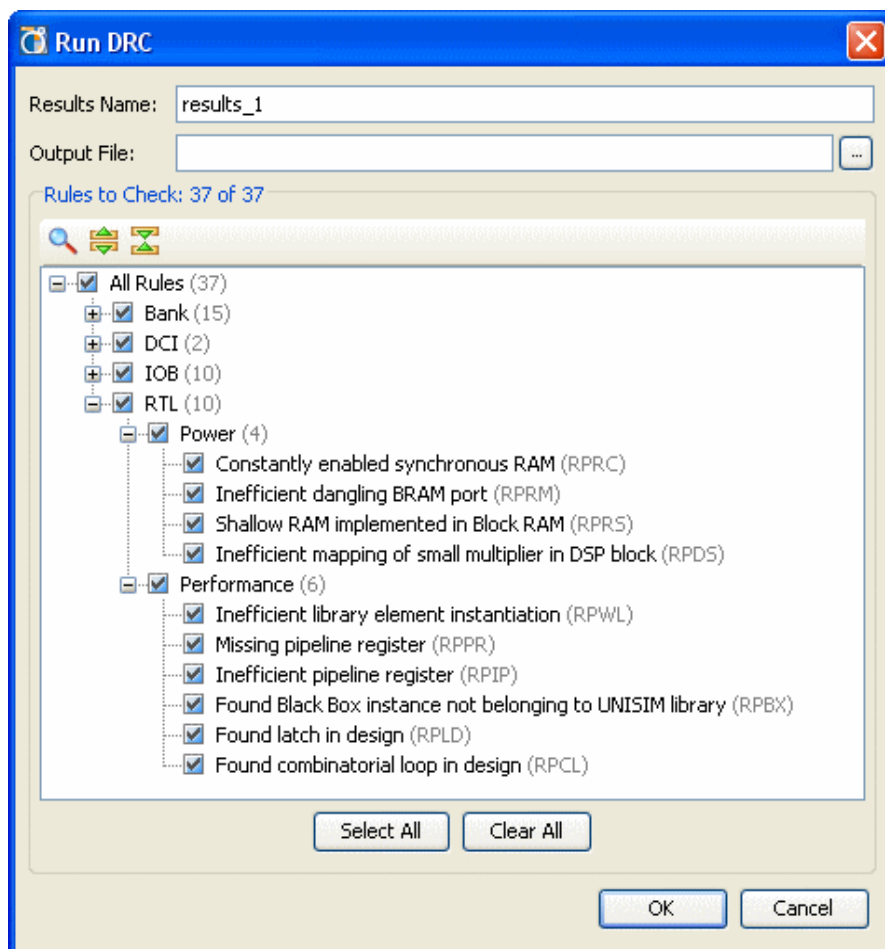 Run DRC
Results Name: results_1
Output File: ...
Rules to Check: 37 of 37
All Rules (37)
Bank (15)
DCI (2)
IOB (10)
RTL (10)
Power (4)
Constantly enabled synchronous RAM (RPRC)
Inefficient dangling BRAM port (RPRM)
Shallow RAM implemented in Block RAM (RPRS)
Inefficient mapping of small multiplier in DSP block (RPDS)
Performance (6)
Inefficient library element instantiation (RPWL)
Missing pipeline register (RPPR)
Inefficient pipeline register (RPIP)
Found Black Box instance not belonging to UNISIM library (RPBX)
Found latch in design (RPLD)
Found combinatorial loop in design (RPCL)
Select All Clear All
OK Cancel